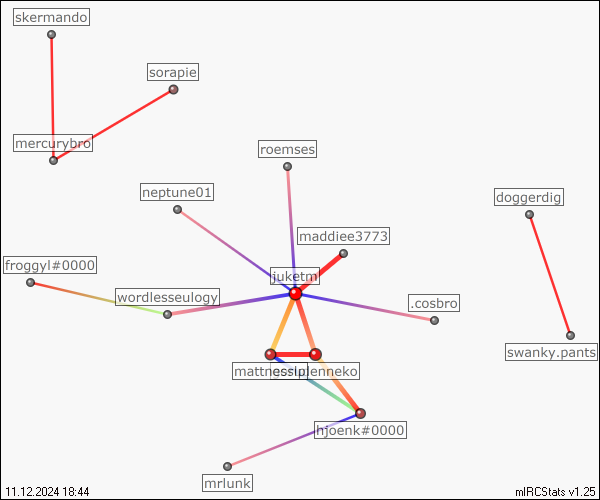 skermando
sorapie
mercurybro
roemses
neptune01
doggerdig
maddiee3773
froggyl#0000
juketm
wordlesseulogy
.cosbro
swanky.pants
hjoenk#0000
mrlunk
11.12.2024 18:44
mIRCStats v1.25